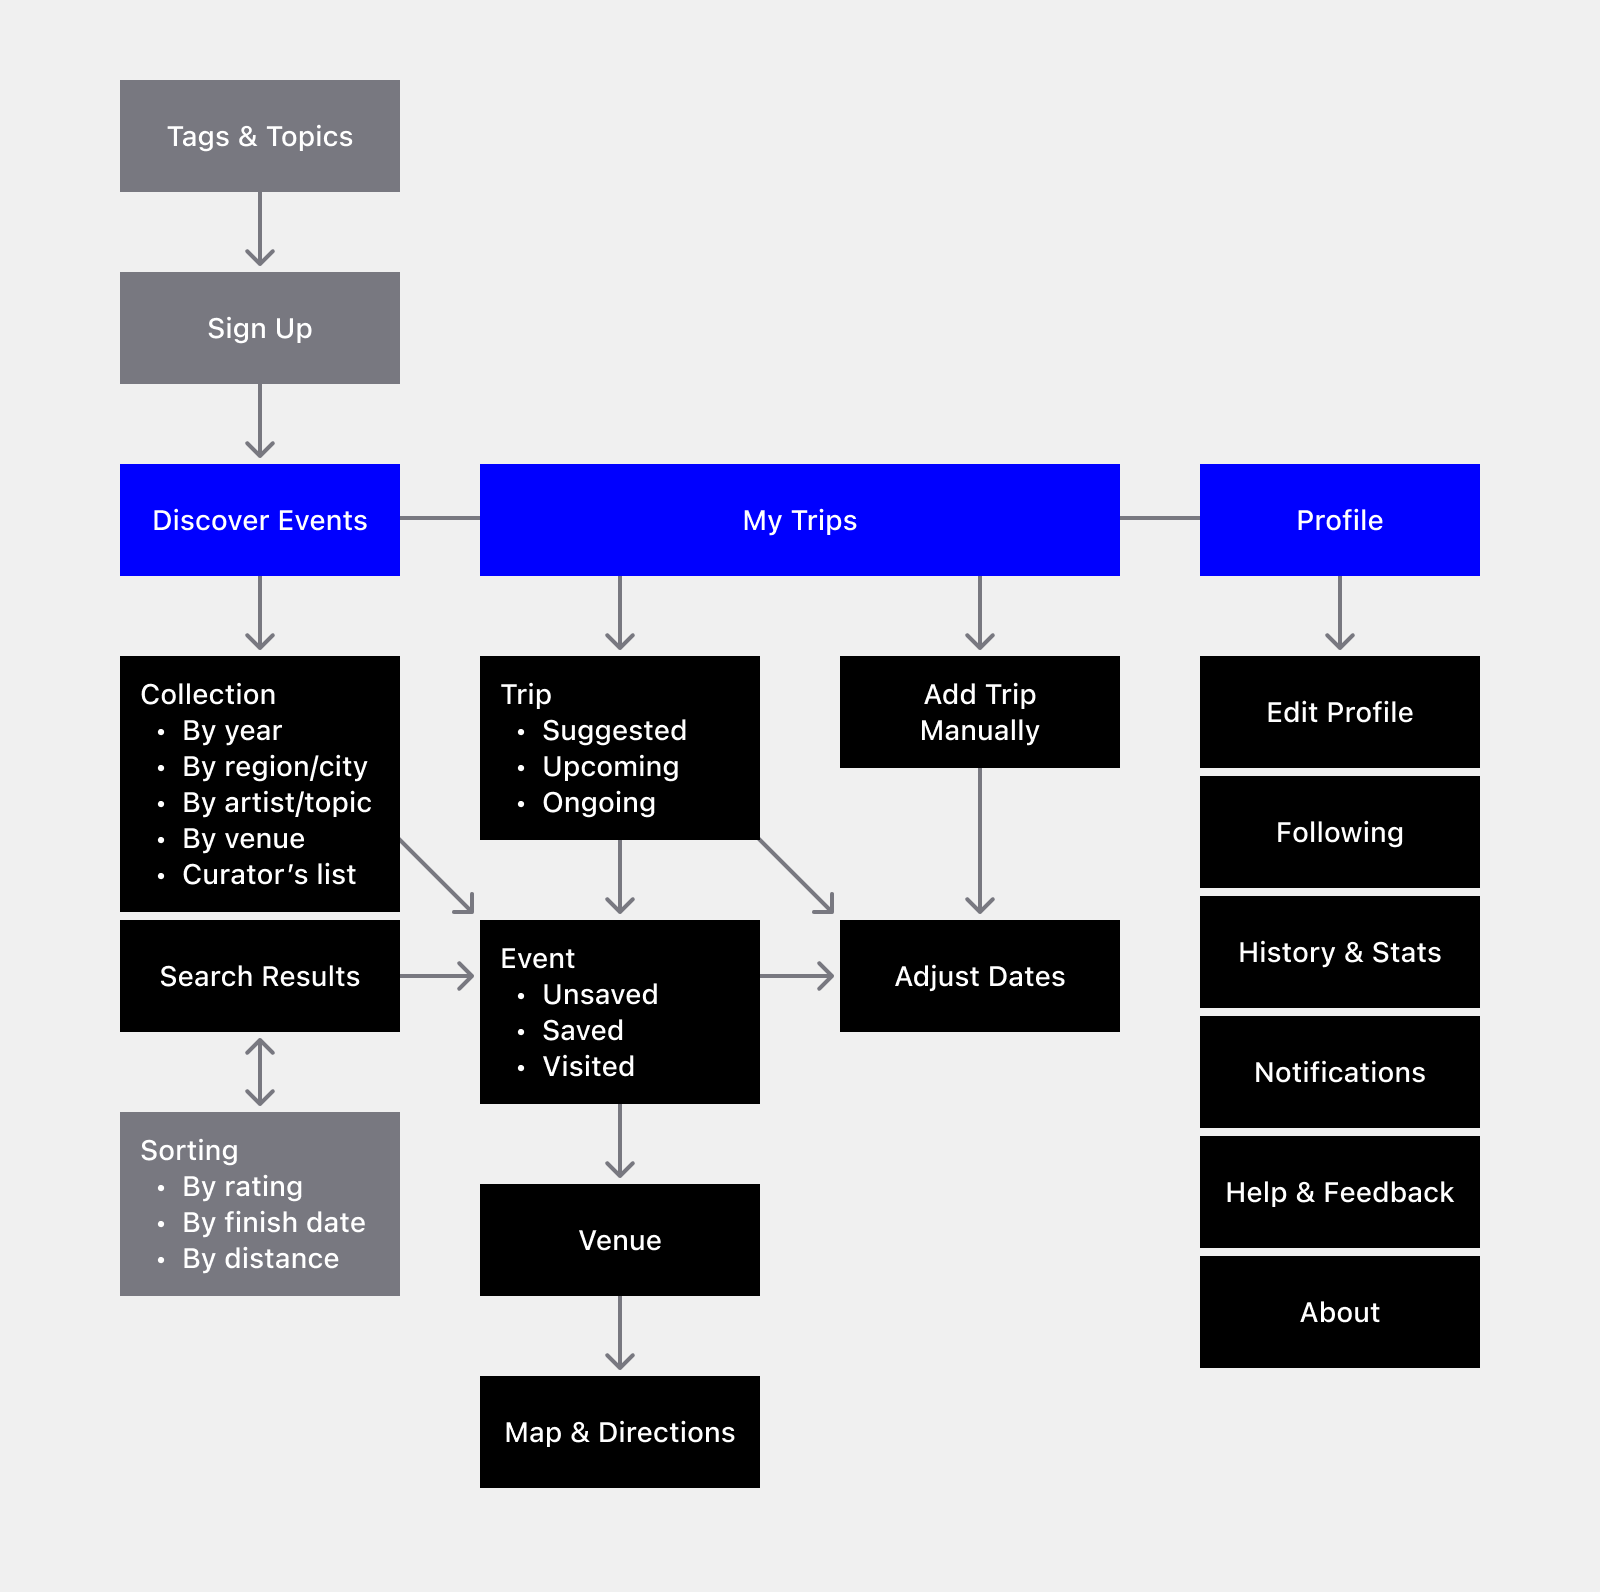 Tags & Topics
Sign Up
Discover Events
My Trips
Profile
Collection
• By year
• By region/city
• By artist/topic
• By venue
• Curator’s list
Trip
• Suggested
• Upcoming
• Ongoing
Add Trip
Manually
Edit Profile
Following
Search Results
Event
• Unsaved
• Saved
• Visited
Adjust Dates
History & Stats
Notifications
Sorting
• By rating
• By finish date
• By distance
Venue
Help & Feedback
About
Map & Directions